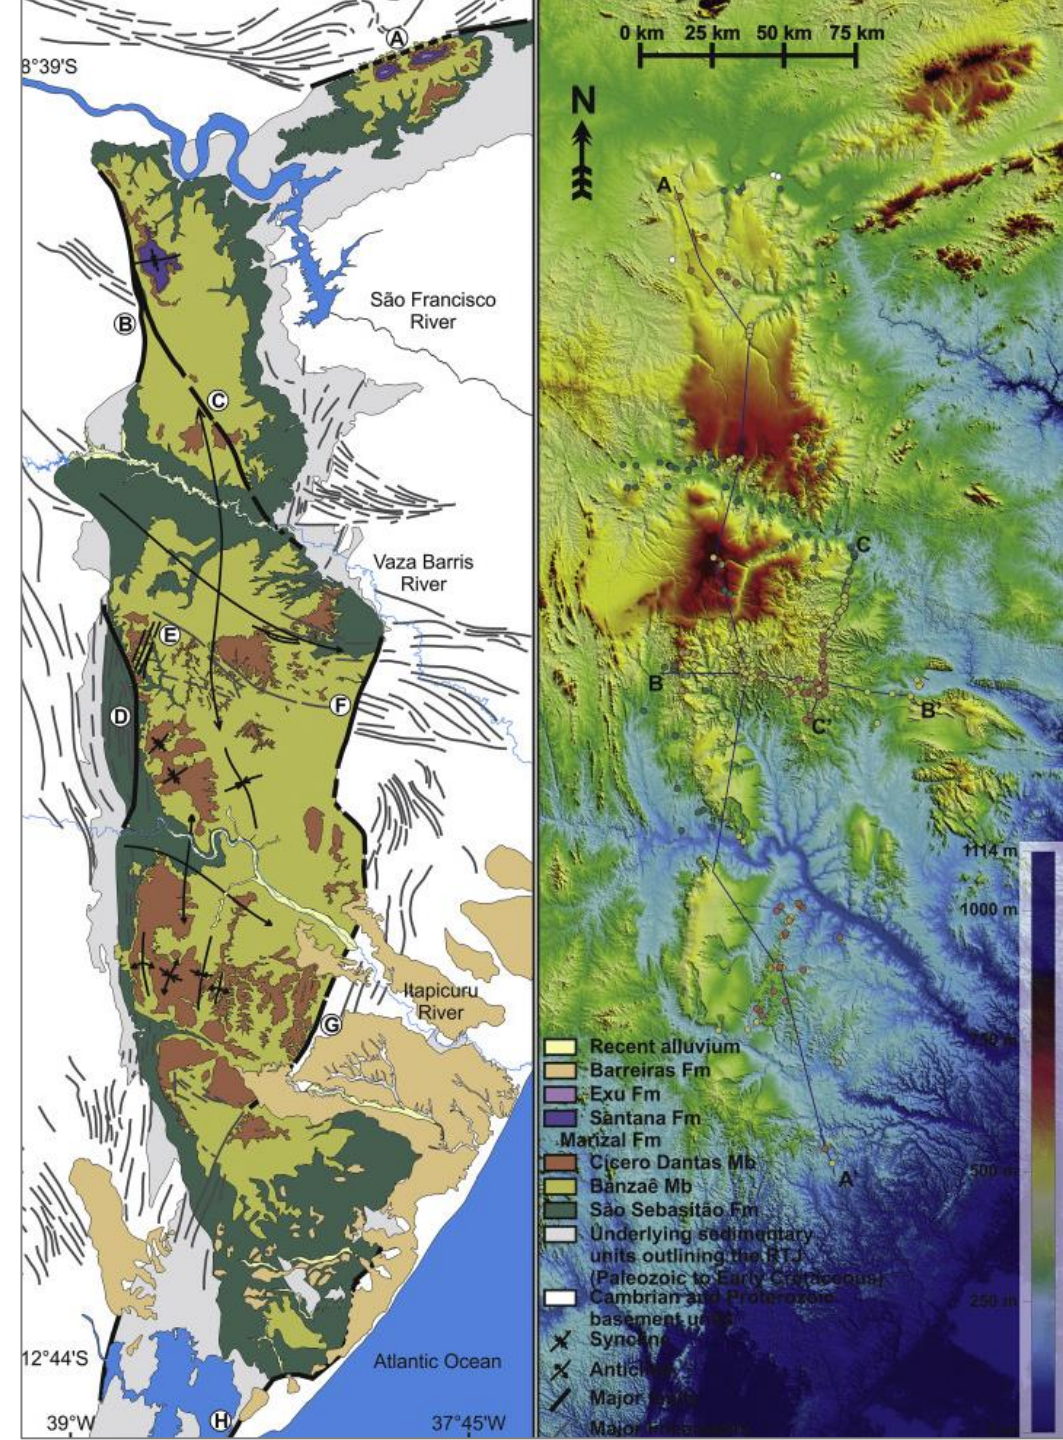 A
8°39'S
B
São Francisco
River
C
Vaza Barris
River
E
D
F
Itapicuru
River
G
12°44'S
Atlantic Ocean
39°W
H
37°45'W
0 km 25 km 50 km 75 km
N
A
C
B
B'
C'
A'
1114 m
1000 m
750 m
500 m
250 m
Recent alluvium
Barreiras Fm
Exu Fm
Santana Fm
Marizal Fm
Cícero Dantas Mb
Banzaê Mb
São Sebasitão Fm
Underlying sedimentary
units outlining the RTJ
(Paleozoic to Early Cretaceous)
Cambrian and Proterozoic
basement units
Syncline
Anticline
Major
Major